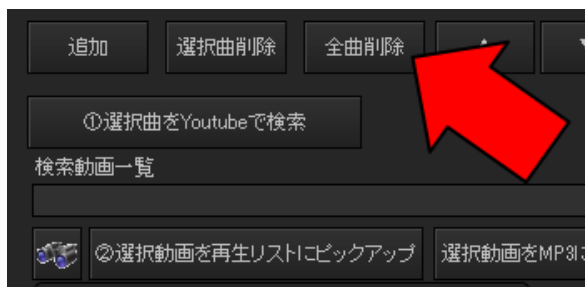 追加 選択曲削除 全曲削除
①選択曲をYoutubeで検索
検索動画一覧
②選択動画を再生リストにピックアップ 選択動画をMP3に